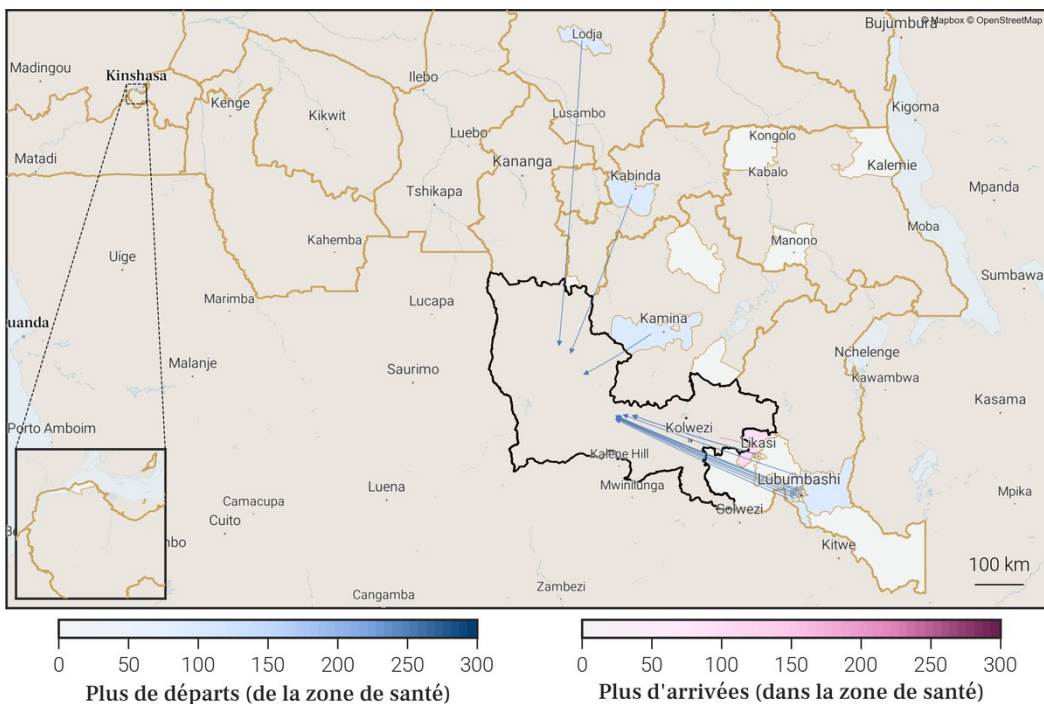 © Mapbox © OpenStreetMap
Bujumbura
Lodja
Madingou
Kinshasa
Ilebo
Kenge
Kigoma
Kikwit
Lusambo
Luebo
Kongolo
Matadi
Kananga
Kalemie
Kabinda
Kabalo
Mpanda
Tshikapa
Moba
Kahemba
Manono
Uige
Sumbawa
Marimba
Lucapa
uanda
Kamina
Nchelenge
Malanje
Saurimo
Kawambwa
Kasama
Porto Amboim
Kolwezi
Likasi
Kalene Hill
Lubumbashi
Luena
Mwinilunga
Mpika
Camacupa
Solwezi
Cuito
Be
mbo
Kitwe
100 km
Zambezi
Cangamba
0 50 100 150 200 250 300
Plus de départs (de la zone de santé)
0 50 100 150 200 250 300
Plus d'arrivées (dans la zone de santé)